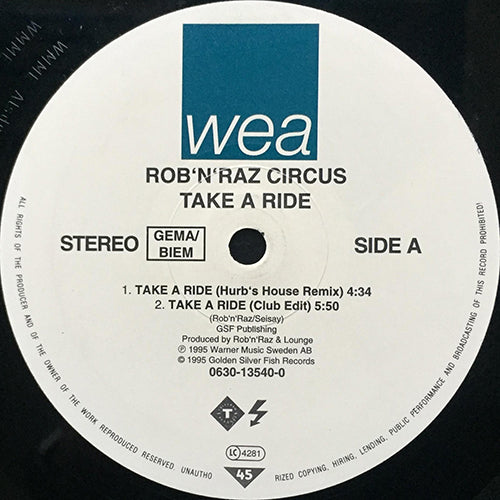 wea
ROB'N'RAZ CIRCUS
TAKE A RIDE
STEREO GEMA/BIEM SIDE A
1. TAKE A RIDE (Hurb's House Remix) 4:34
2. TAKE A RIDE (Club Edit) 5:50
(Rob'n'Raz/Seisay)
GSF Publishing
Produced by Rob'n'Raz & Lounge
℗ 1995 Warner Music Sweden AB
© 1995 Golden Silver Fish Records
0630-13540-0
T
LC 4281
45
ALL RIGHTS OF THE PRODUCER AND OF THE OWNER OF THE WORK REPRODUCED RESERVED. UNAUTHORIZED COPYING, HIRING, LENDING, PUBLIC PERFORMANCE AND BROADCASTING OF THIS RECORD PROHIBITED!